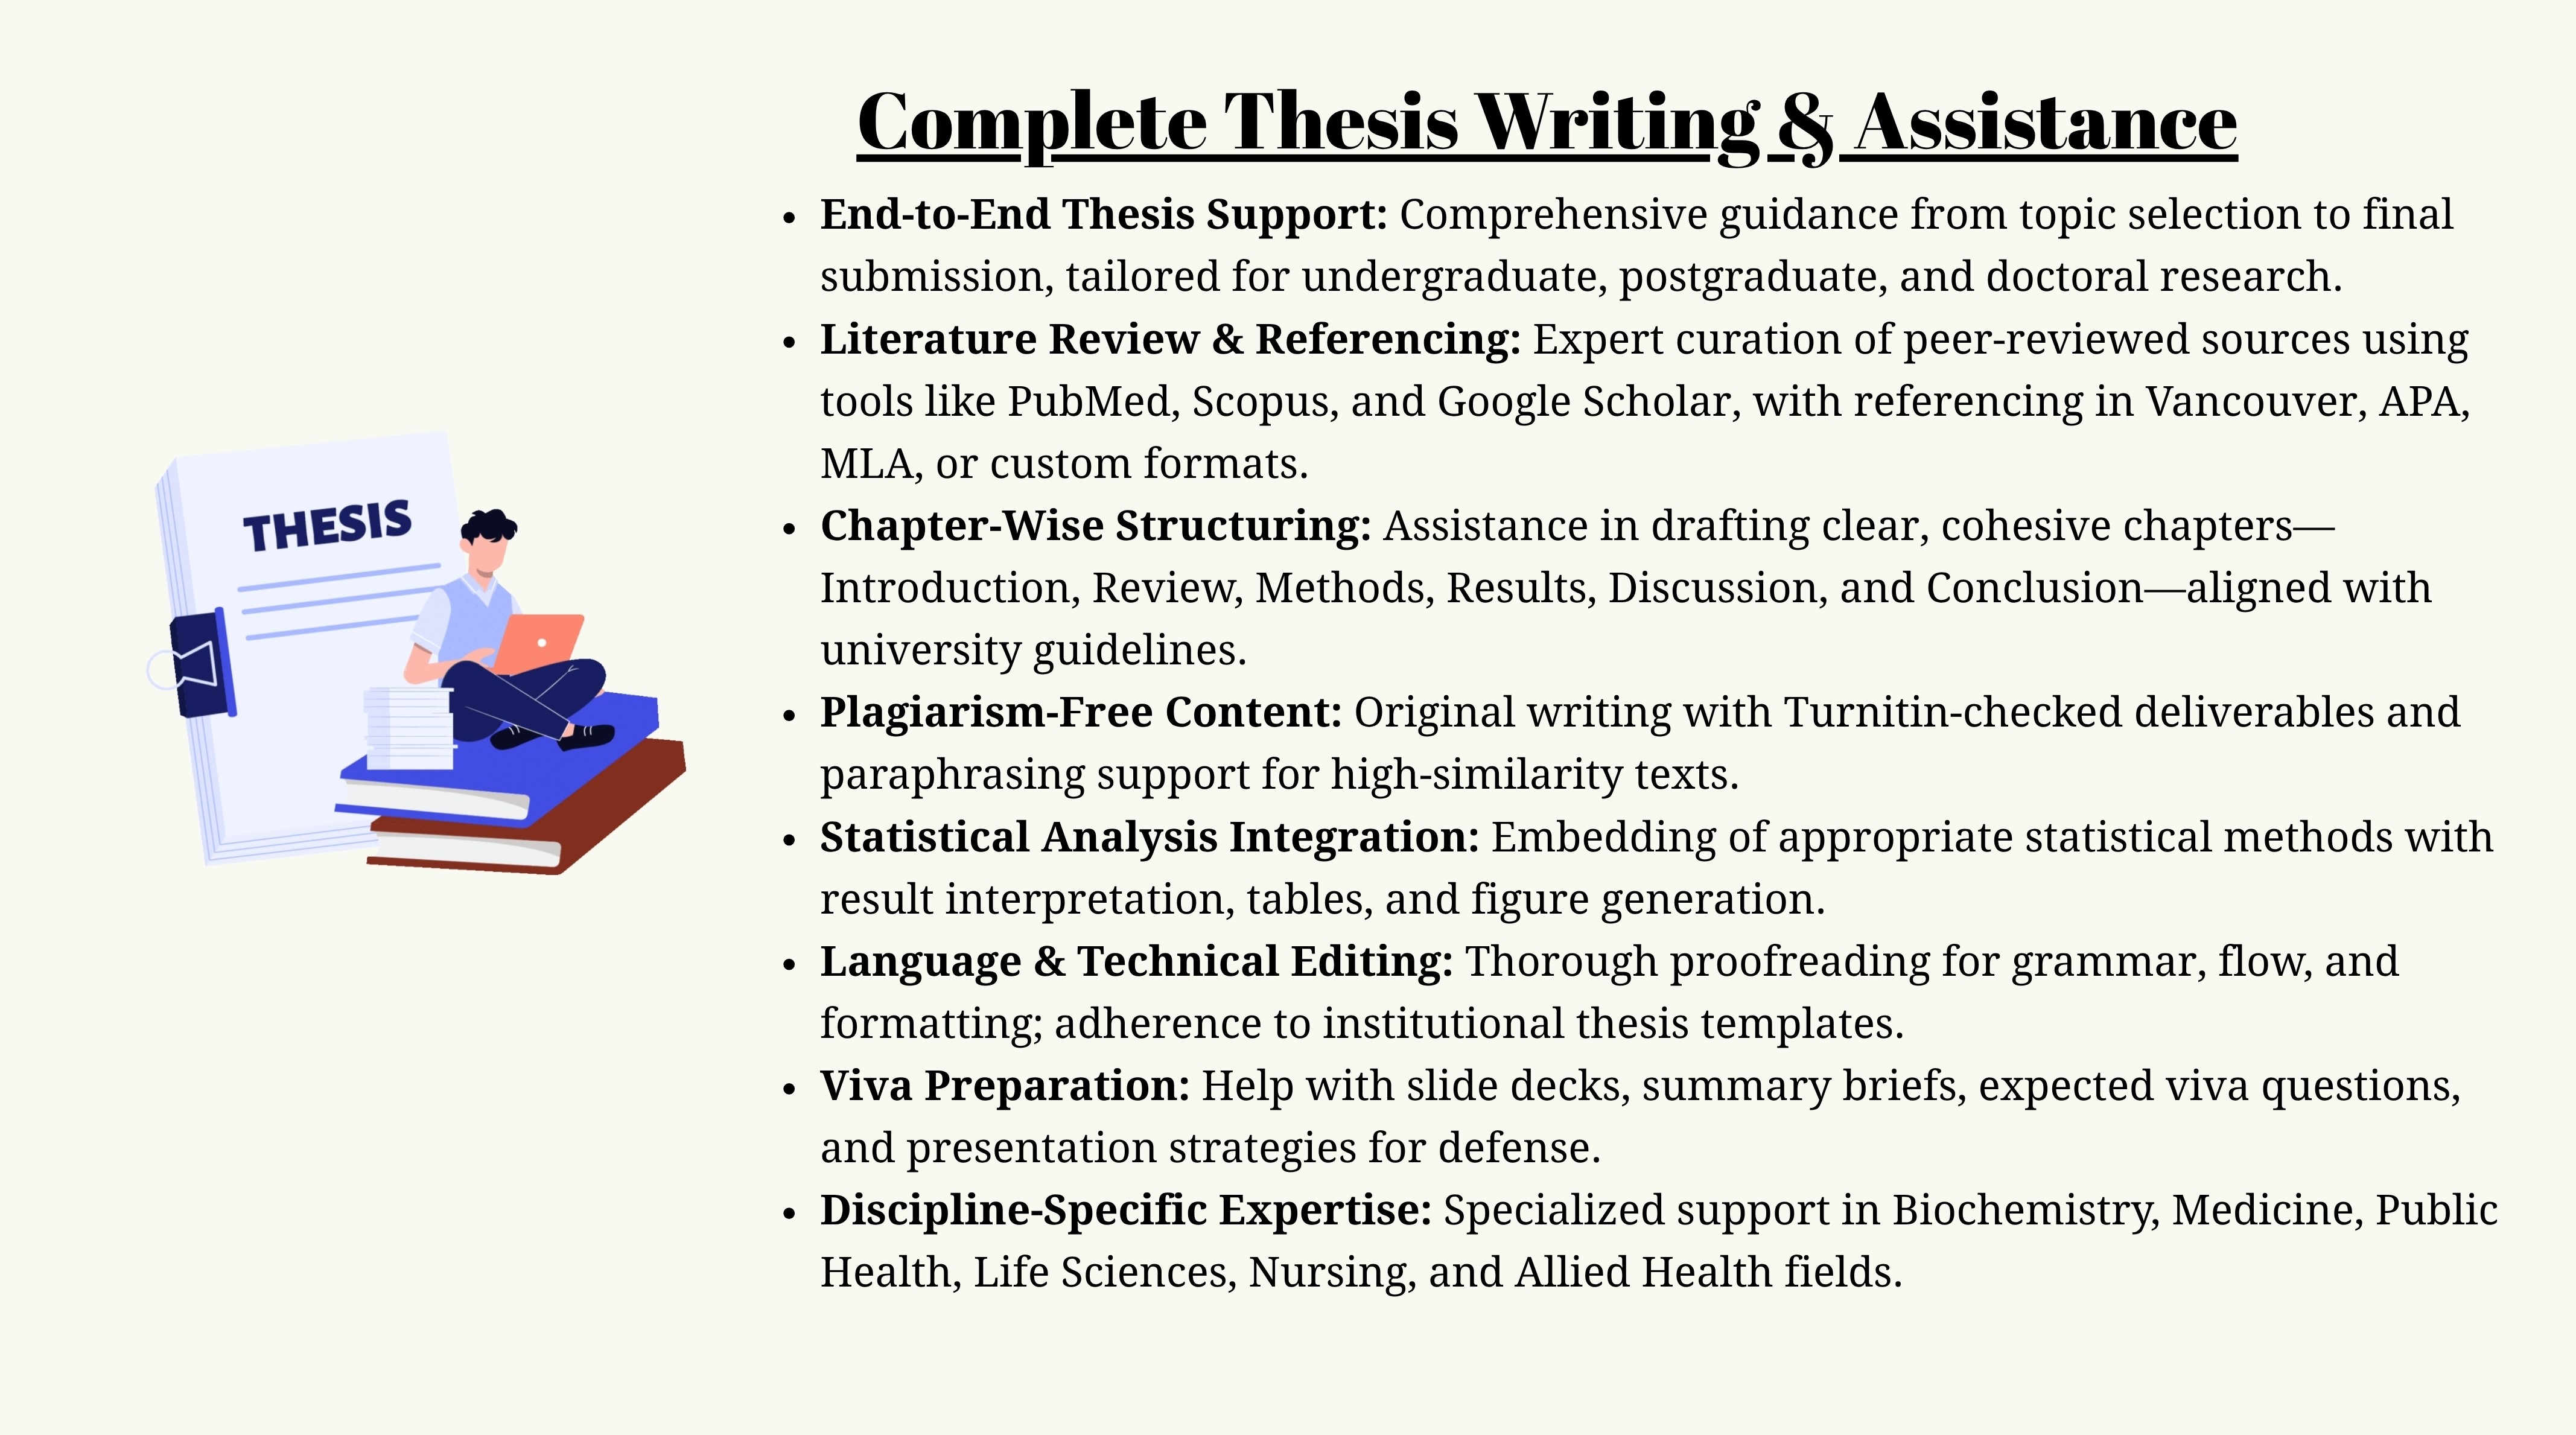 Complete Thesis Writing & Assistance
• End-to-End Thesis Support: Comprehensive guidance from topic selection to final
submission, tailored for undergraduate, postgraduate, and doctoral research.
• Literature Review & Referencing: Expert curation of peer-reviewed sources using
tools like PubMed, Scopus, and Google Scholar, with referencing in Vancouver, APA,
MLA, or custom formats.
• Chapter-Wise Structuring: Assistance in drafting clear, cohesive chapters—
Introduction, Review, Methods, Results, Discussion, and Conclusion—aligned with
university guidelines.
• Plagiarism-Free Content: Original writing with Turnitin-checked deliverables and
paraphrasing support for high-similarity texts.
• Statistical Analysis Integration: Embedding of appropriate statistical methods with
result interpretation, tables, and figure generation.
• Language & Technical Editing: Thorough proofreading for grammar, flow, and
formatting; adherence to institutional thesis templates.
• Viva Preparation: Help with slide decks, summary briefs, expected viva questions,
and presentation strategies for defense.
• Discipline-Specific Expertise: Specialized support in Biochemistry, Medicine, Public
Health, Life Sciences, Nursing, and Allied Health fields.
THESIS